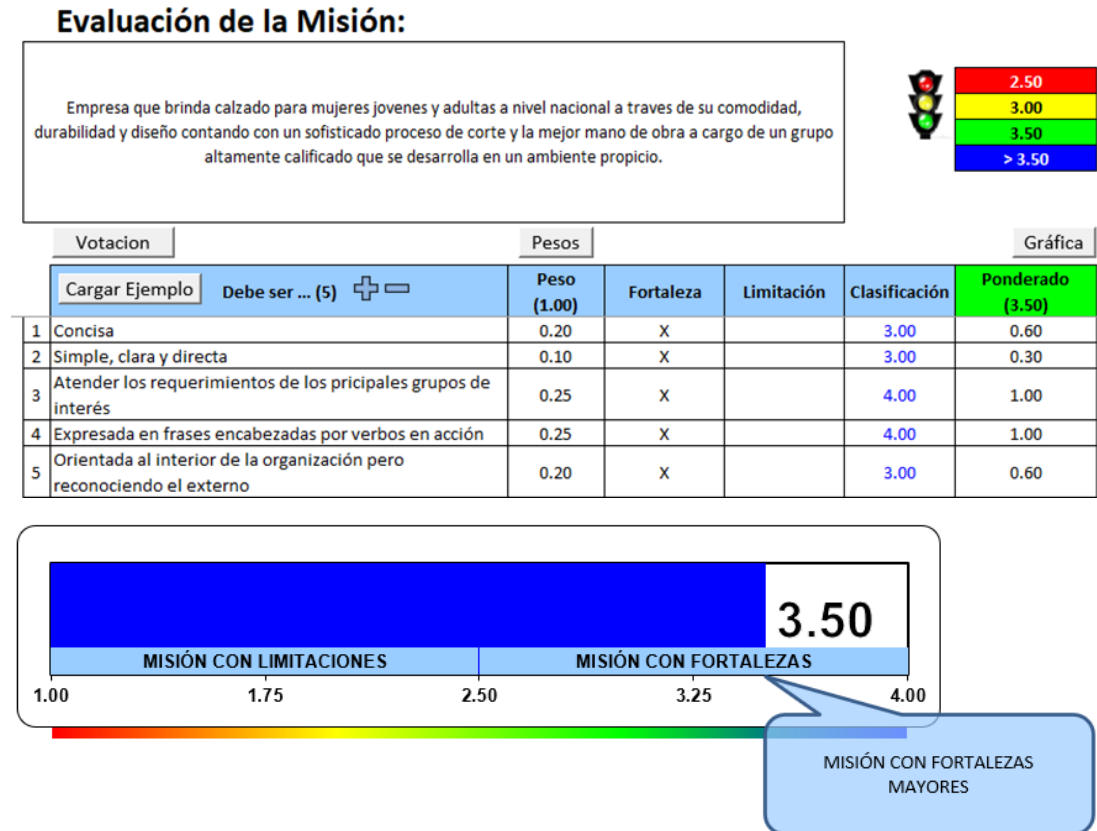 Evaluación de la Misión:
Empresa que brinda calzado para mujeres jovenes y adultas a nivel nacional a traves de su comodidad,
durabilidad y diseño contando con un sofisticado proceso de corte y la mejor mano de obra a cargo de un grupo
altamente calificado que se desarrolla en un ambiente propicio.
2.50
3.00
3.50
> 3.50
Votacion Pesos Gráfica
Cargar Ejemplo Debe ser ... (5) Peso (1.00) Fortaleza Limitación Clasificación Ponderado (3.50)
1 Concisa 0.20 X 3.00 0.60
2 Simple, clara y directa 0.10 X 3.00 0.30
3 Atender los requerimientos de los pricipales grupos de
interés 0.25 X 4.00 1.00
4 Expresada en frases encabezadas por verbos en acción 0.25 X 4.00 1.00
5 Orientada al interior de la organización pero
reconociendo el externo 0.20 X 3.00 0.60
3.50
MISIÓN CON LIMITACIONES MISIÓN CON FORTALEZAS
1.00 1.75 2.50 3.25 4.00
MISIÓN CON FORTALEZAS
MAYORES